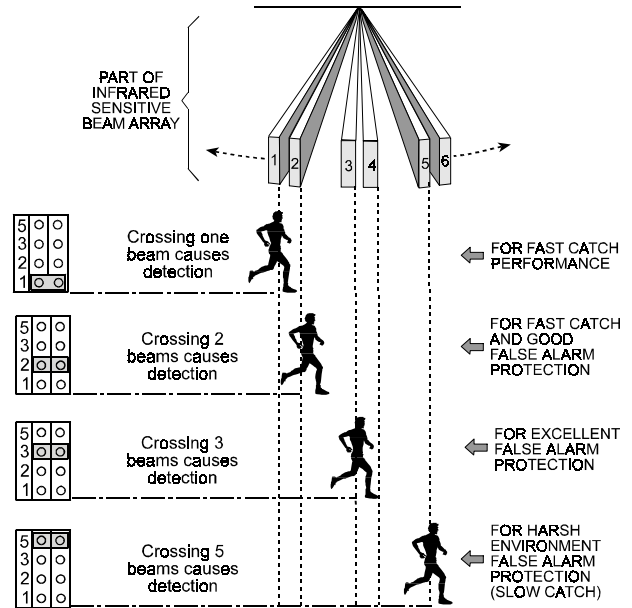 PART OF
INFRARED
SENSITIVE
BEAM ARRAY
1
2
3
4
5
6
5
3
2
1
Crossing one
beam causes
detection
FOR FAST CATCH
PERFORMANCE
5
3
2
1
Crossing 2
beams causes
detection
FOR FAST CATCH
AND GOOD
FALSE ALARM
PROTECTION
5
3
2
1
Crossing 3
beams causes
detection
FOR EXCELLENT
FALSE ALARM
PROTECTION
5
3
2
1
Crossing 5
beams causes
detection
FOR HARSH
ENVIRONMENT
FALSE ALARM
PROTECTION
(SLOW CATCH)